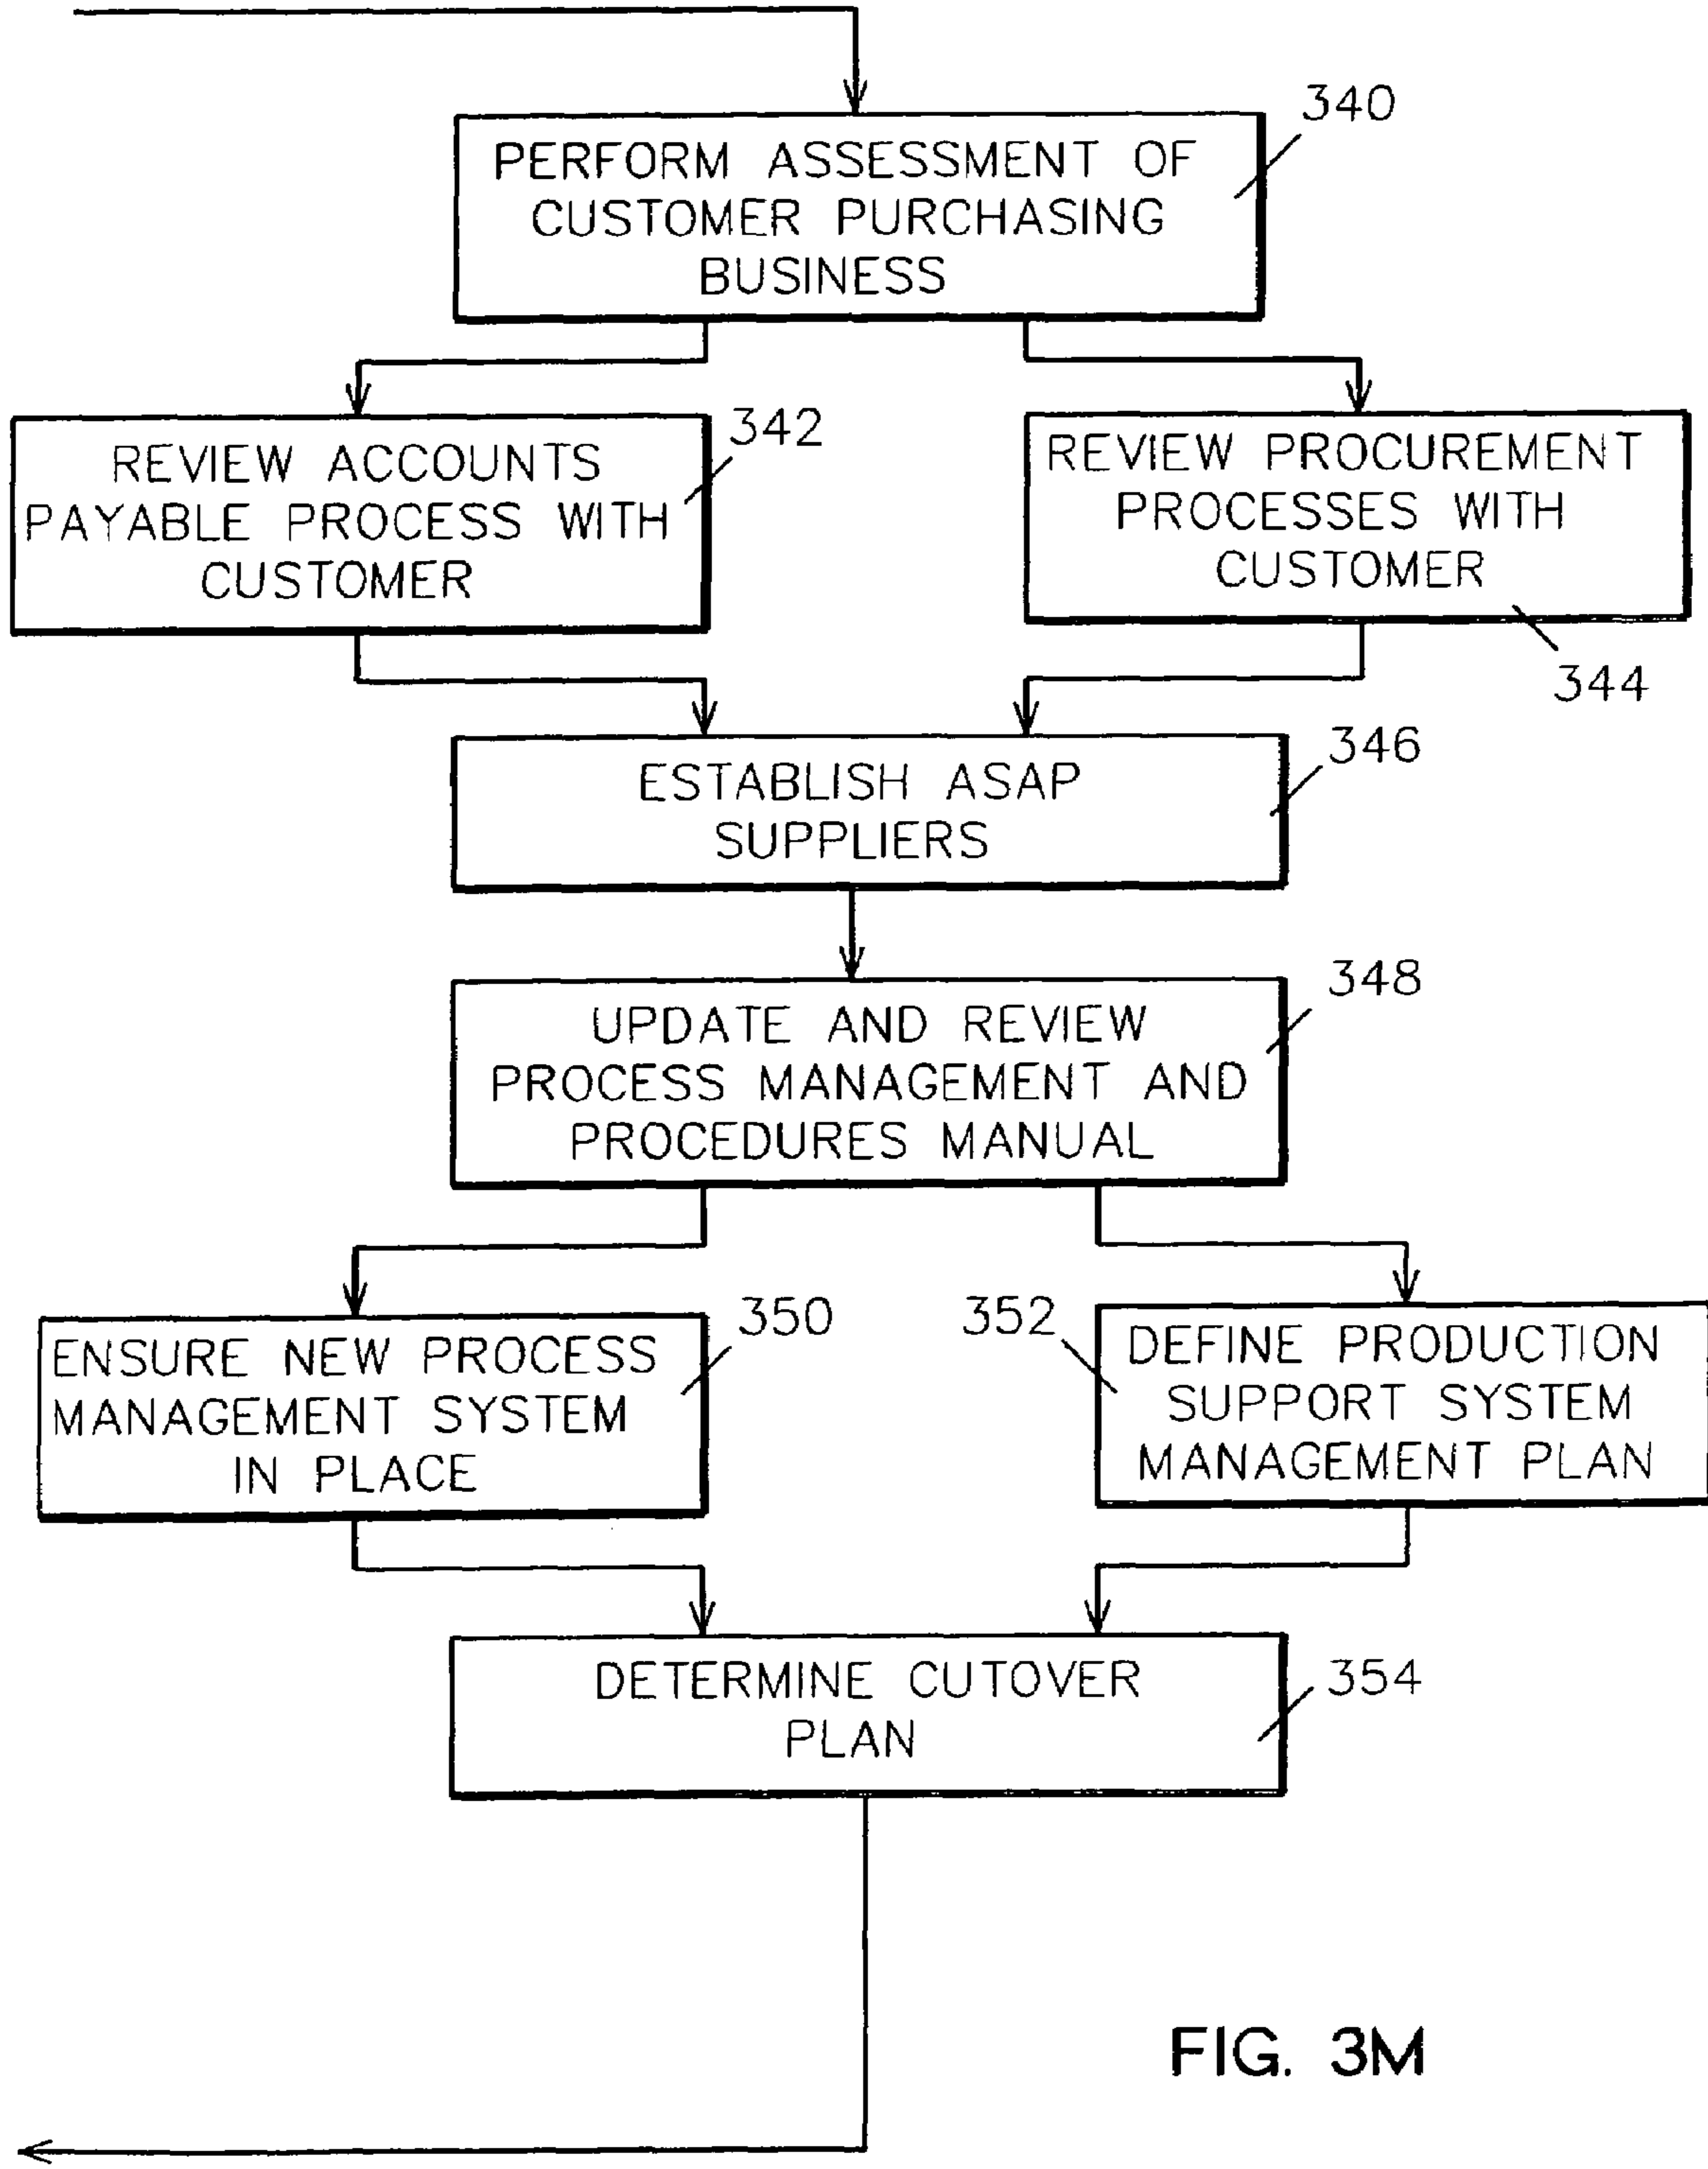 340
PERFORM ASSESSMENT OF
CUSTOMER PURCHASING
BUSINESS
342
REVIEW ACCOUNTS
PAYABLE PROCESS WITH
CUSTOMER
REVIEW PROCUREMENT
PROCESSES WITH
CUSTOMER
344
346
ESTABLISH ASAP
SUPPLIERS
348
UPDATE AND REVIEW
PROCESS MANAGEMENT AND
PROCEDURES MANUAL
350
ENSURE NEW PROCESS
MANAGEMENT SYSTEM
IN PLACE
352
DEFINE PRODUCTION
SUPPORT SYSTEM
MANAGEMENT PLAN
DETERMINE CUTOVER
PLAN
354
FIG. 3M